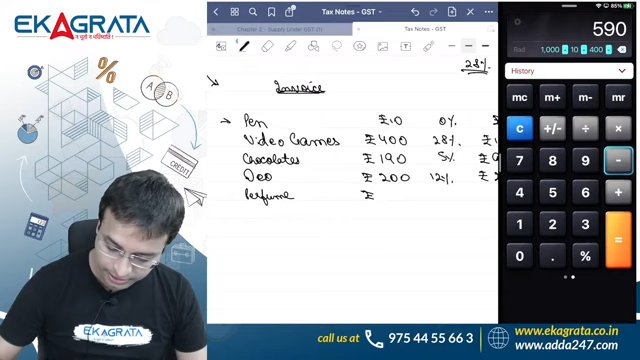 EKAGRATA
%
A
B
CREDIT
EKAGRATA
Tax Notes - GST
Chapter 2 - Supply Under GST (1)
Tax Notes - GST
28%
Invoice
→ Pen ₹10 0%
Video Games ₹400 28%
Chocolates ₹190 5%
Deo ₹200 12%
Perfume ₹
85%
590
Rad 1,000 ÷ 10 ÷ 400 -
History
mc m+ m- mr
c +/- ÷ ×
7 8 9 -
4 5 6 +
1 2 3 =
0 . %
call us at 975 44 55 66 3
www.ekagrata.co.in
www.adda247.com